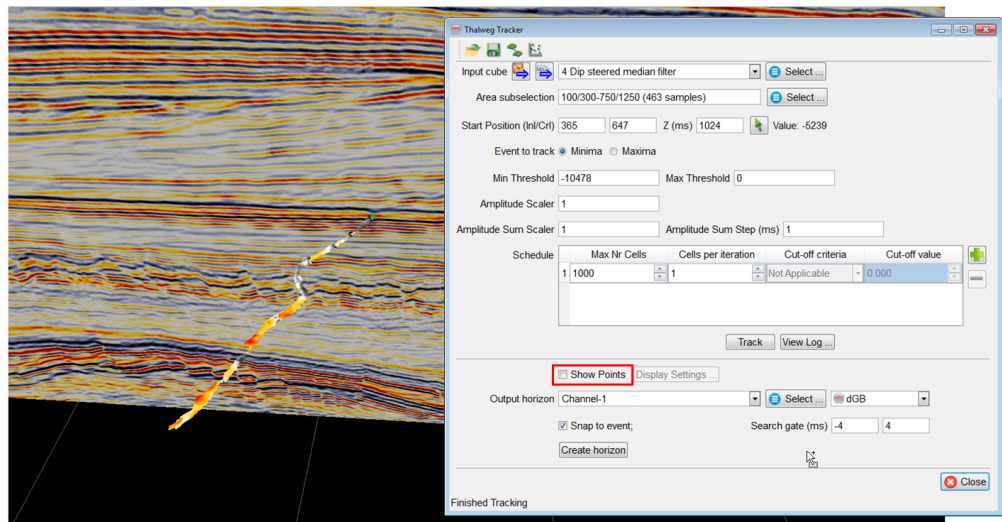 Thalweg Tracker
Input cube 4 Dip steered median filter Select ...
Area subselection 100/300-750/1250 (463 samples) Select ...
Start Position (Inl/Crl) 365 647 Z (ms) 1024 Value: -5239
Event to track Minima Maxima
Min Threshold -10478 Max Threshold 0
Amplitude Scaler 1
Amplitude Sum Scaler 1 Amplitude Sum Step (ms) 1
Schedule Max Nr Cells Cells per iteration Cut-off criteria Cut-off value
1 1000 1 Not Applicable 0.000
Track View Log ...
Show Points Display Settings ...
Output horizon Channel-1 Select ... dGB
Snap to event; Search gate (ms) -4 4
Create horizon
Close
Finished Tracking